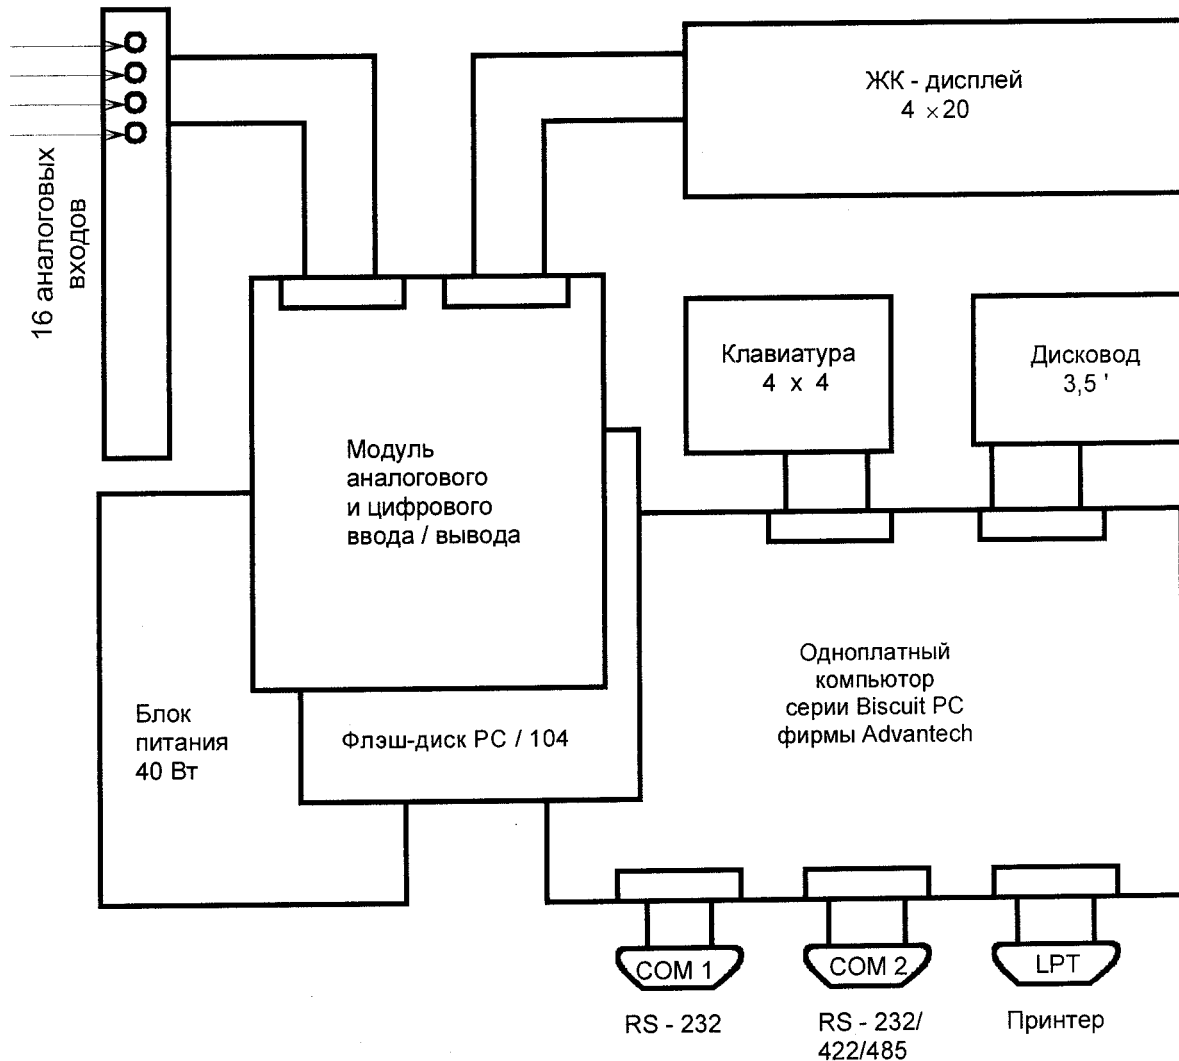 16 аналоговых
входов
ЖК - дисплей
4 × 20
Клавиатура
4 х 4
Дисковод
3,5 '
Модуль
аналогового
и цифрового
ввода / вывода
Одноплатный
компьютор
серии Biscuit PC
фирмы Advantech
Блок
питания
40 Вт
Флэш-диск PC / 104
COM 1
COM 2
LPT
RS - 232
RS - 232/
422/485
Принтер